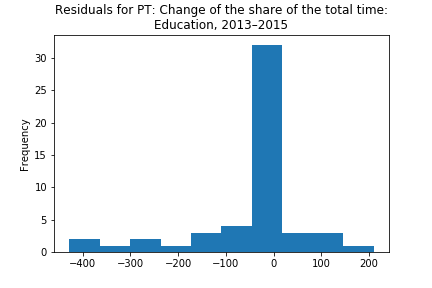 Residuals for PT: Change of the share of the total time:
Education, 2013–2015
Frequency
30
25
20
15
10
5
0
−400 −300 −200 −100 0 100 200